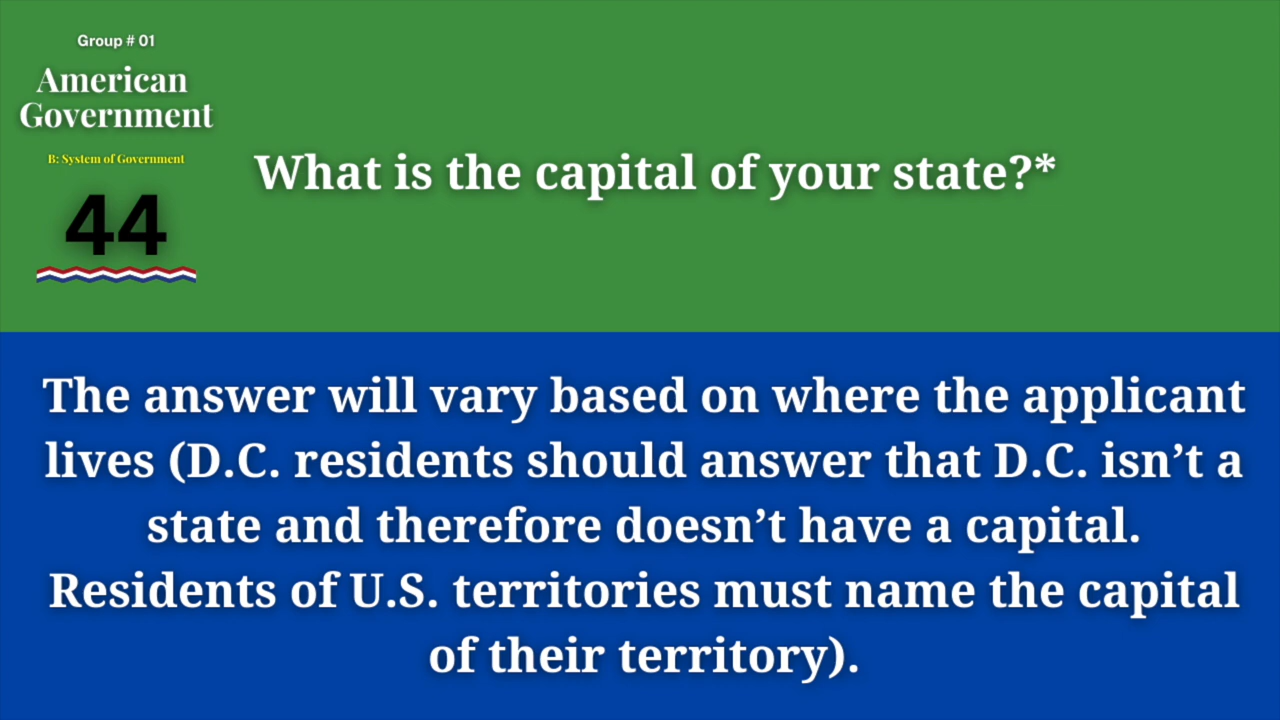 Group # 01
American
Government
B: System of Government
44
What is the capital of your state?*
The answer will vary based on where the applicant
lives (D.C. residents should answer that D.C. isn’t a
state and therefore doesn’t have a capital.
Residents of U.S. territories must name the capital
of their territory).